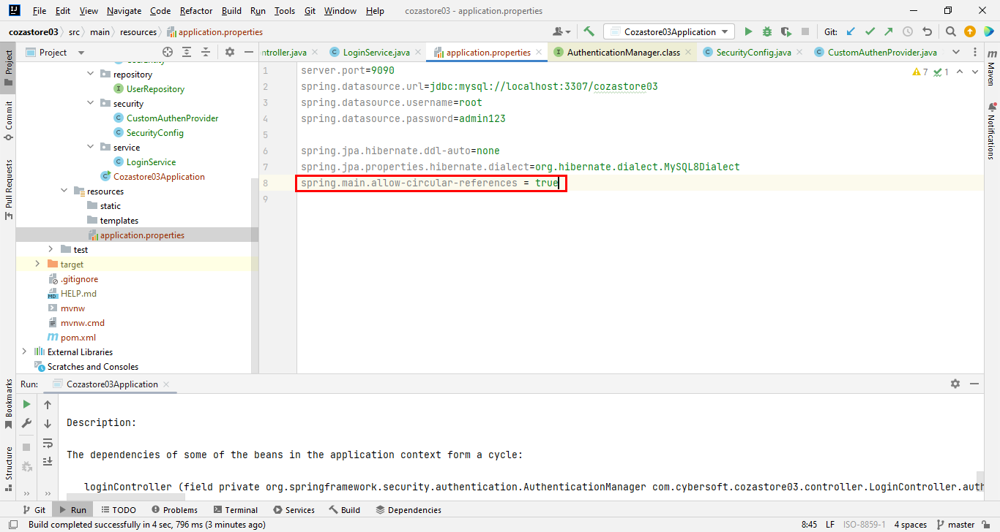 File Edit View Navigate Code Refactor Build Run Tools Git Window Help cozastore03 - application.properties
cozastore03 src main resources application.properties Cozastore03Application Git:
Project ntroller.java LoginService.java application.properties AuthenticationManager.class SecurityConfig.java CustomAuthenProvider.java
Project
Commit
Pull Requests
Bookmarks
Structure
repository
UserRepository
security
CustomAuthenProvider
SecurityConfig
service
LoginService
Cozastore03Application
resources
static
templates
application.properties
test
target
.gitignore
HELP.md
mvnw
mvnw.cmd
pom.xml
External Libraries
Scratches and Consoles
1 server.port=9090
2 spring.datasource.url=jdbc:mysql://localhost:3307/cozastore03
3 spring.datasource.username=root
4 spring.datasource.password=admin123
5
6 spring.jpa.hibernate.ddl-auto=none
7 spring.jpa.properties.hibernate.dialect=org.hibernate.dialect.MySQL8Dialect
8 spring.main.allow-circular-references = true
9
7 1
Maven
Notifications
Run: Cozastore03Application
Description:
The dependencies of some of the beans in the application context form a cycle:
loginController (field private org.springframework.security.authentication.AuthenticationManager com.cybersoft.cozastore03.controller.LoginController.auth
Git Run TODO Problems Terminal Services Build Dependencies
Build completed successfully in 4 sec, 796 ms (3 minutes ago) 8:45 LF ISO-8859-1 4 spaces master